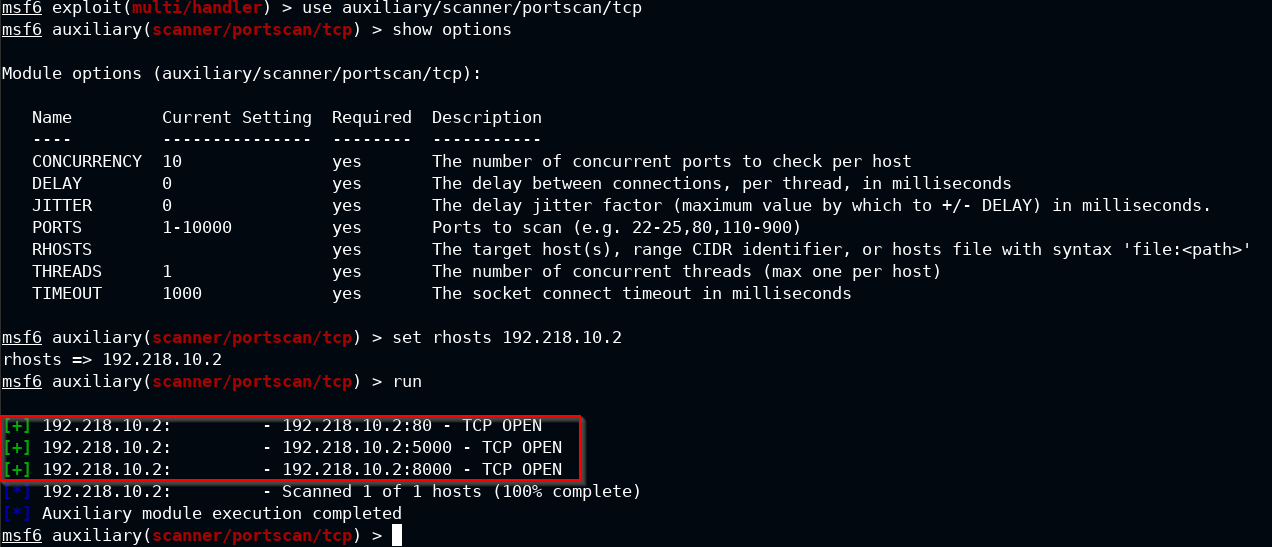 msf6 exploit(multi/handler) > use auxiliary/scanner/portscan/tcp
msf6 auxiliary(scanner/portscan/tcp) > show options
Module options (auxiliary/scanner/portscan/tcp):
Name Current Setting Required Description
---- --------------- -------- -----------
CONCURRENCY 10 yes The number of concurrent ports to check per host
DELAY 0 yes The delay between connections, per thread, in milliseconds
JITTER 0 yes The delay jitter factor (maximum value by which to +/- DELAY) in milliseconds.
PORTS 1-10000 yes Ports to scan (e.g. 22-25,80,110-900)
RHOSTS yes The target host(s), range CIDR identifier, or hosts file with syntax 'file:<path>'
THREADS 1 yes The number of concurrent threads (max one per host)
TIMEOUT 1000 yes The socket connect timeout in milliseconds
msf6 auxiliary(scanner/portscan/tcp) > set rhosts 192.218.10.2
rhosts => 192.218.10.2
msf6 auxiliary(scanner/portscan/tcp) > run
[+] 192.218.10.2: - 192.218.10.2:80 - TCP OPEN
[+] 192.218.10.2: - 192.218.10.2:5000 - TCP OPEN
[+] 192.218.10.2: - 192.218.10.2:8000 - TCP OPEN
[*] 192.218.10.2: - Scanned 1 of 1 hosts (100% complete)
[*] Auxiliary module execution completed
msf6 auxiliary(scanner/portscan/tcp) >